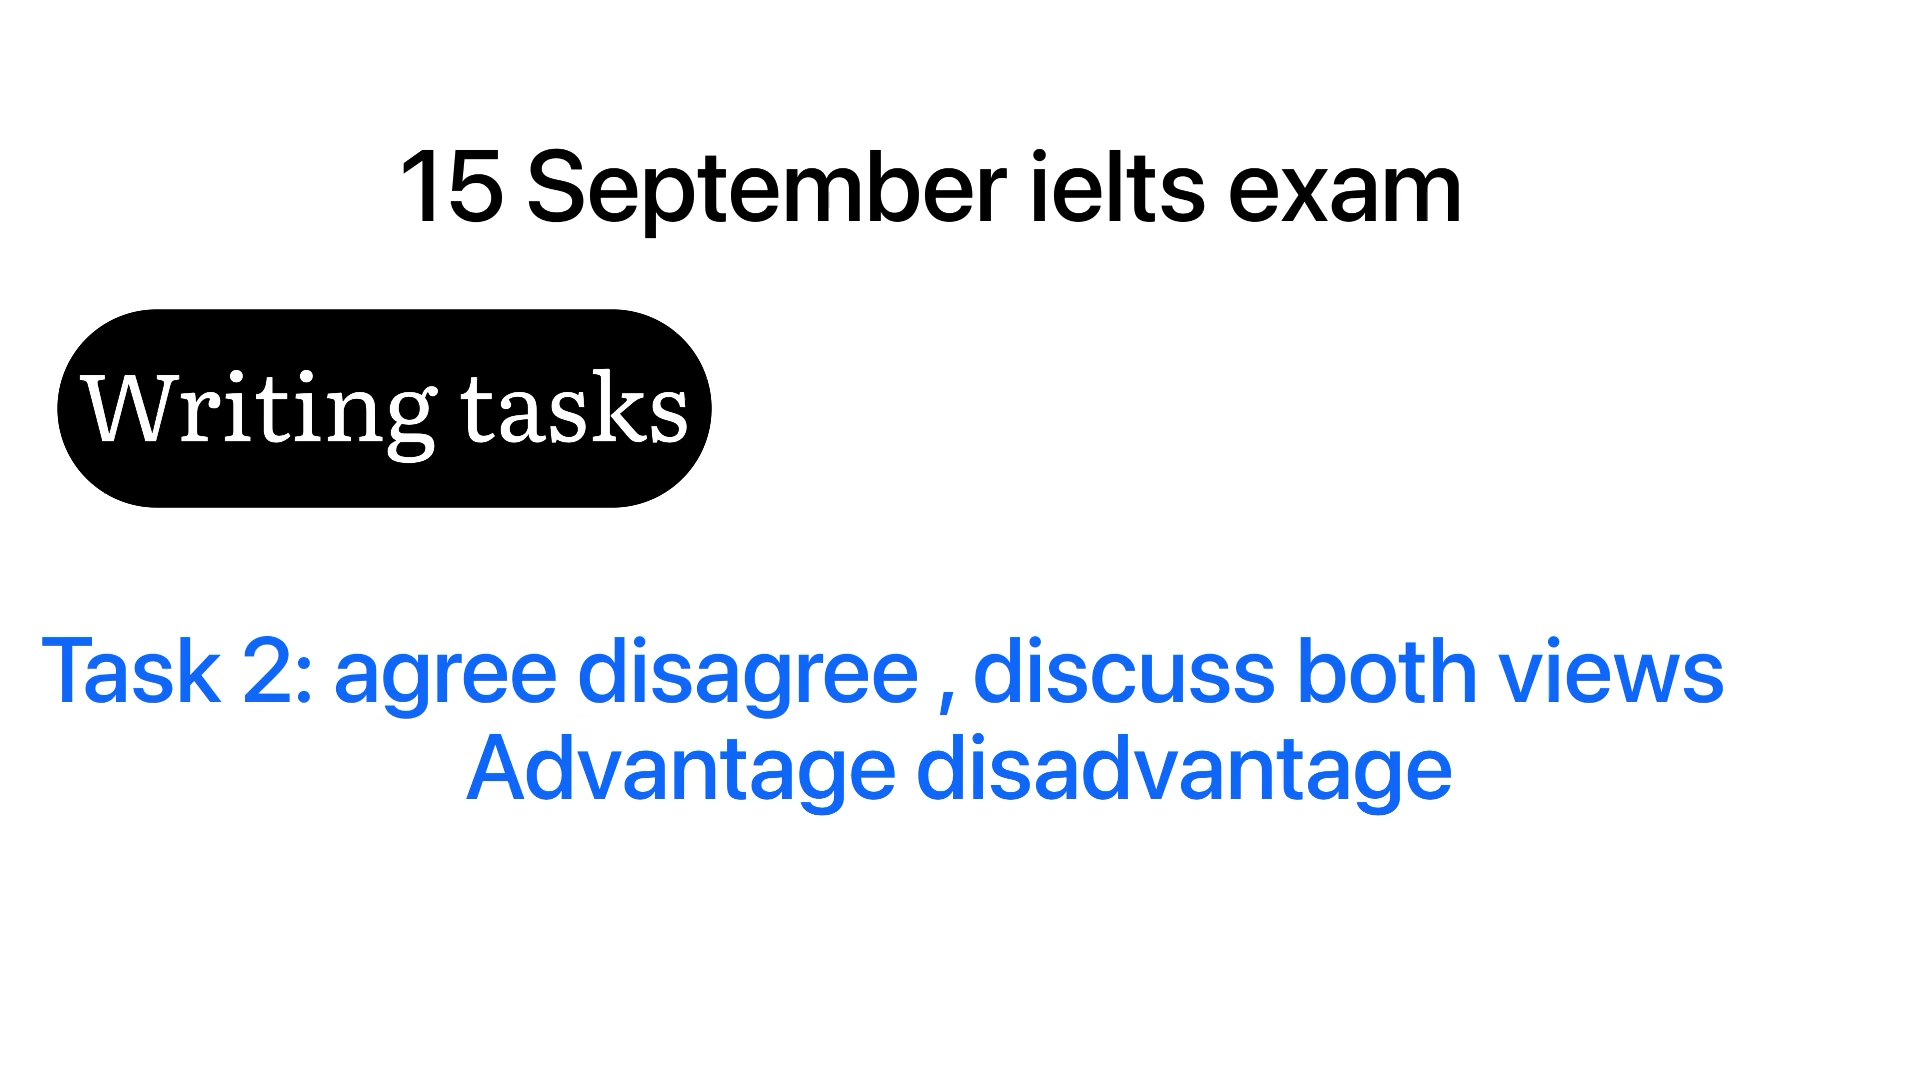 15 September ielts exam
Writing tasks
Task 2: agree disagree , discuss both views
Advantage disadvantage